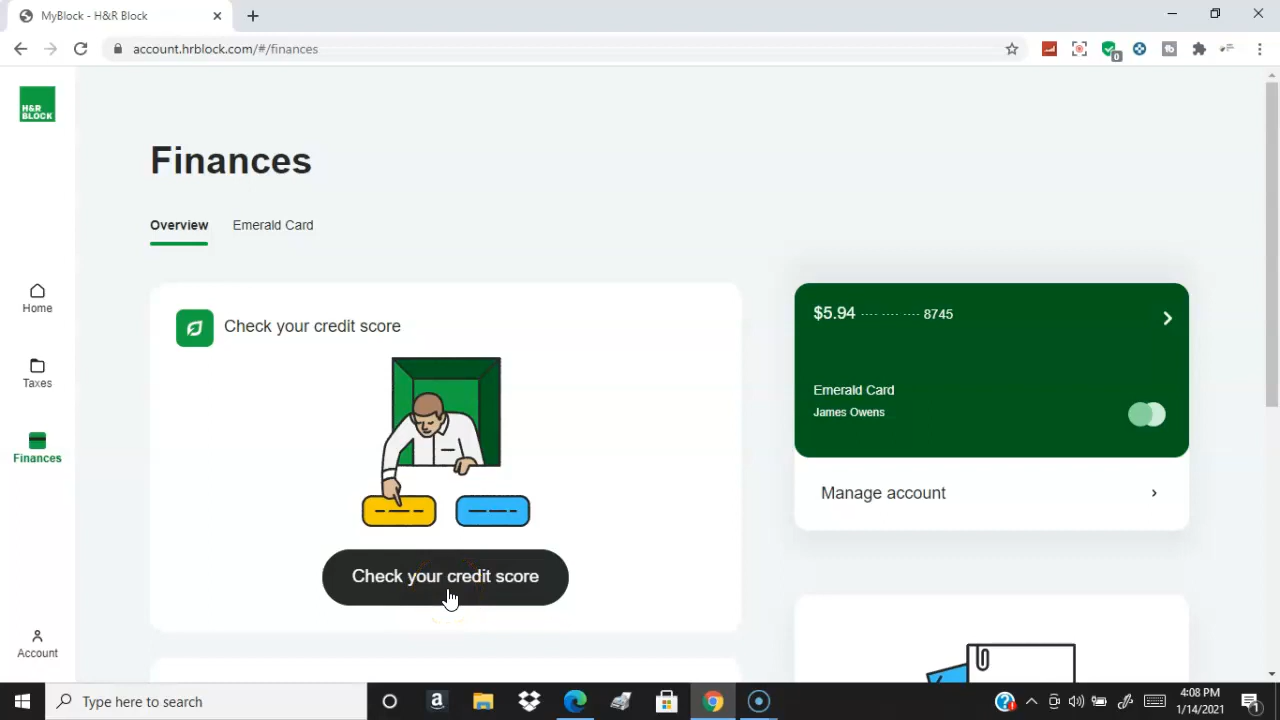 MyBlock - H&R Block
account.hrblock.com/#/finances
0
H&R
BLOCK
Finances
Overview
Emerald Card
Home
Taxes
Finances
Account
Check your credit score
Check your credit score
$5.94 ···· ···· ···· 8745
Emerald Card
James Owens
Manage account
Type here to search
4:08 PM
1/14/2021
1